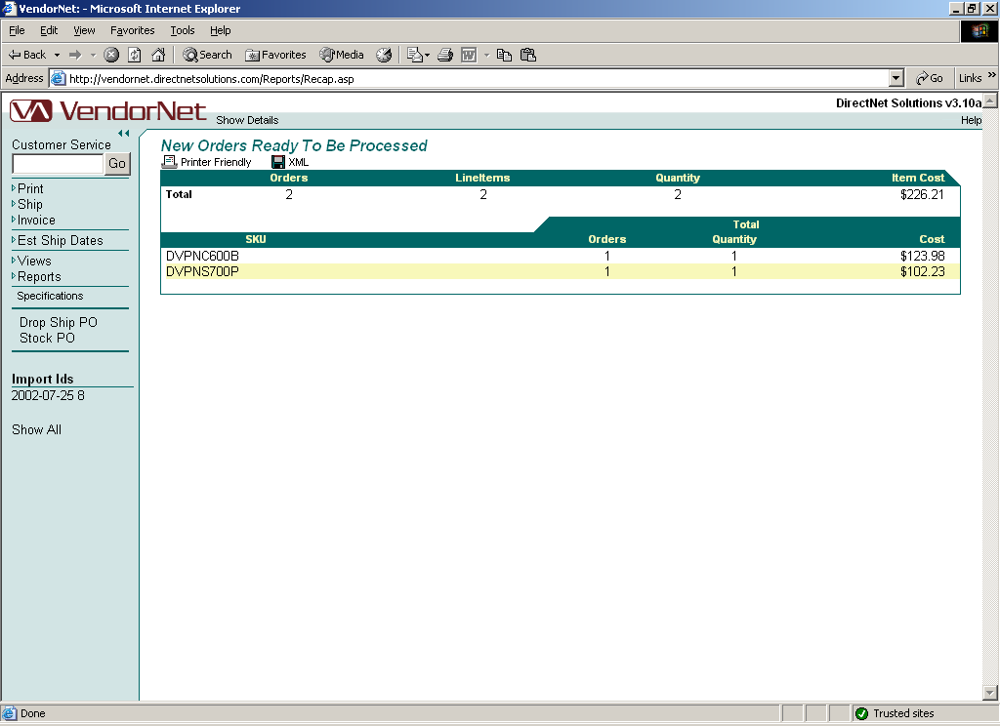 VendorNet: - Microsoft Internet Explorer
File Edit View Favorites Tools Help
Back Search Favorites Media
Address http://vendornet.directnetsolutions.com/Reports/Recap.asp Go Links »
VendorNet Show Details
DirectNet Solutions v3.10a
Help
Customer Service
Go
Print
Ship
Invoice
Est Ship Dates
Views
Reports
Specifications
Drop Ship PO
Stock PO
Import Ids
2002-07-25 8
Show All
New Orders Ready To Be Processed
Printer Friendly XML
Orders LineItems Quantity Item Cost
Total 2 2 2 $226.21
Total
SKU Orders Quantity Cost
DVPNC600B 1 1 $123.98
DVPNS700P 1 1 $102.23
Done Trusted sites